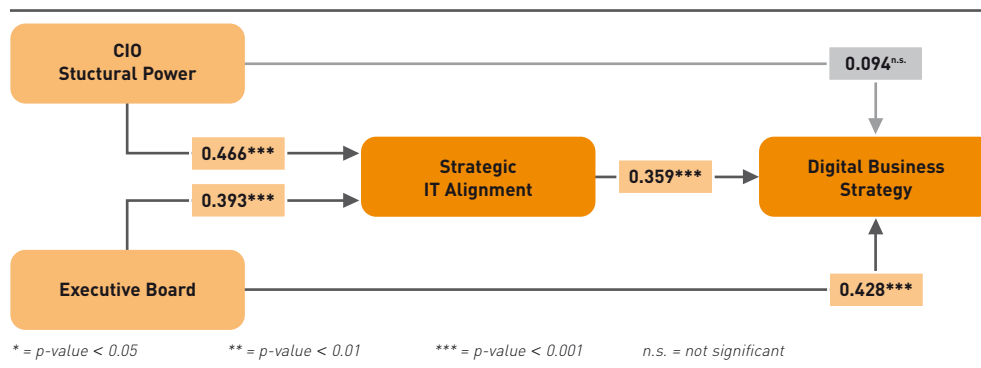 CIO
Stuctural Power
0.094n.s.
0.466***
Strategic
IT Alignment
0.359***
Digital Business
Strategy
0.393***
Executive Board
0.428***
* = p-value < 0.05
** = p-value < 0.01
*** = p-value < 0.001
n.s. = not significant